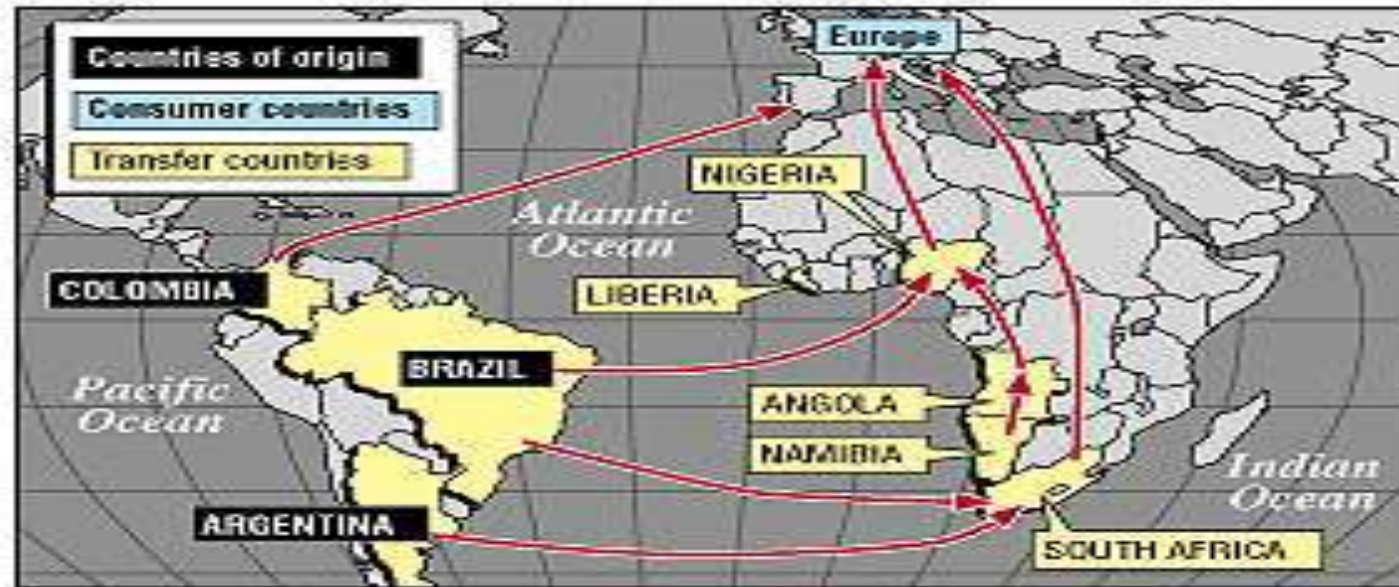 Countries of origin
Consumer countries
Transfer countries
Europe
NIGERIA
Atlantic
Ocean
COLOMBIA
LIBERIA
BRAZIL
Pacific
Ocean
ANGOLA
NAMIBIA
Indian
Ocean
ARGENTINA
SOUTH AFRICA